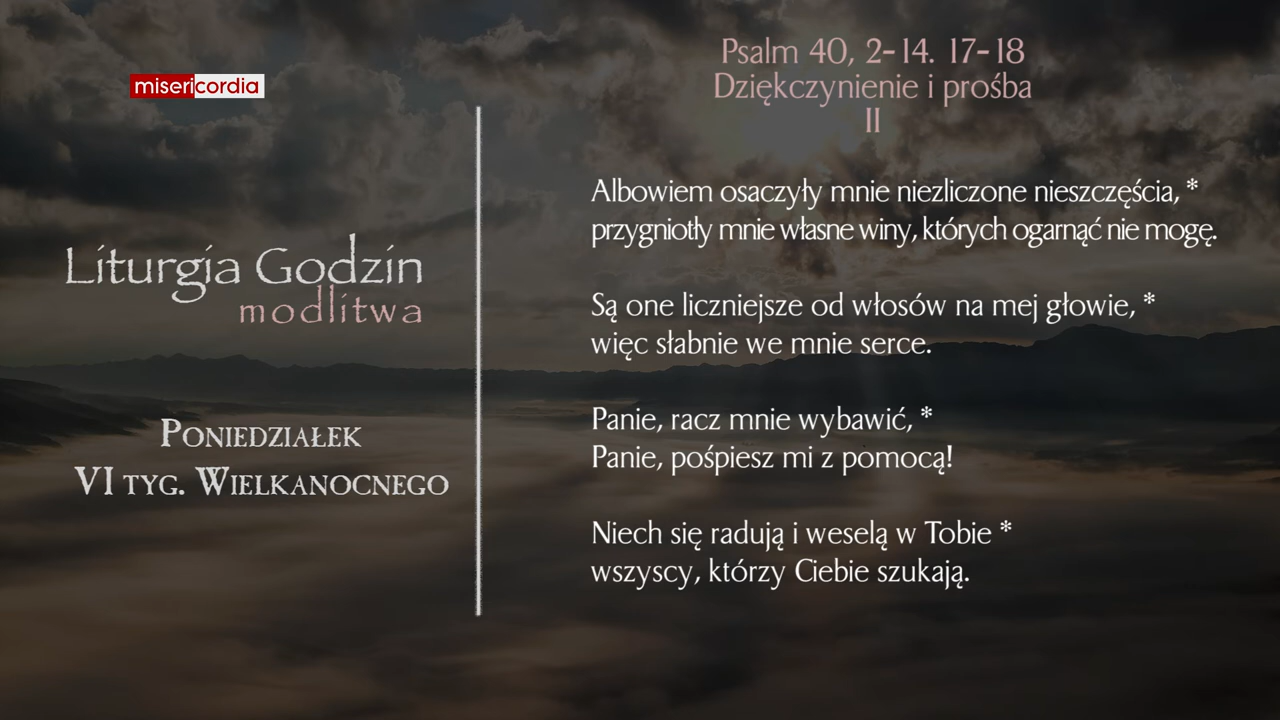 misericordia
Liturgia Godzin
modlitwa
Poniedziałek
VI tyg. Wielkanocnego
Psalm 40, 2-14. 17-18
Dziękczynienie i prośba
II
Albowiem osaczyły mnie niezliczone nieszczęścia, *
przygniotły mnie własne winy, których ogarnąć nie mogę.
Są one liczniejsze od włosów na mej głowie, *
więc słabnie we mnie serce.
Panie, racz mnie wybawić, *
Panie, pośpiesz mi z pomocą!
Niech się radują i weselą w Tobie *
wszyscy, którzy Ciebie szukają.